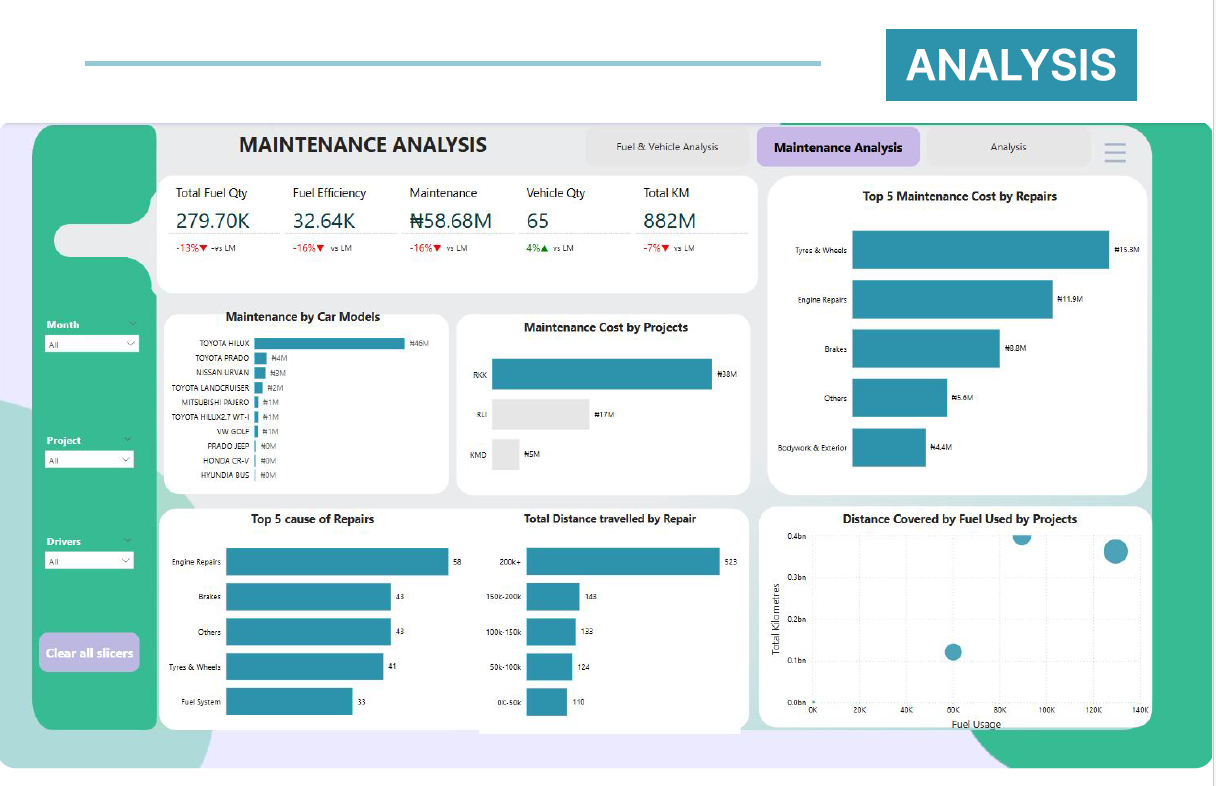 ANALYSIS
MAINTENANCE ANALYSIS
Fuel & Vehicle Analysis
Maintenance Analysis
Analysis
Total Fuel Qty
279.70K
-13%▼ -vs LM
Fuel Efficiency
32.64K
-16%▼ vs LM
Maintenance
₦58.68M
-16%▼ vs LM
Vehicle Qty
65
4%▲ vs LM
Total KM
882M
-7%▼ vs LM
Top 5 Maintenance Cost by Repairs
Tyres & Wheels ₦15.3M
Engine Repairs ₦11.9M
Brakes ₦8.8M
Others ₦5.6M
Bodywork & Exterior ₦4.4M
Month
All
Project
All
Drivers
All
Clear all slicers
Maintenance by Car Models
TOYOTA HILUX ₦46M
TOYOTA PRADO ₦4M
NISSAN URVAN ₦3M
TOYOTA LANDCRUISER ₦2M
MITSUBISHI PAJERO ₦1M
TOYOTA HILUX2.7 WT-I ₦1M
VW GOLF ₦1M
PRADO JEEP ₦0M
HONDA CR-V ₦0M
HYUNDIA BUS ₦0M
Maintenance Cost by Projects
RKK ₦38M
RLI ₦17M
KMD ₦5M
Top 5 cause of Repairs
Engine Repairs 58
Brakes 43
Others 43
Tyres & Wheels 41
Fuel System 33
Total Distance travelled by Repair
200k+ 523
150k-200k 143
100k-150k 133
50k-100k 124
0K-50k 110
Distance Covered by Fuel Used by Projects
Total Kilometres
0.4bn
0.3bn
0.2bn
0.1bn
0.0bn
0K 20K 40K 60K 80K 100K 120K 140K
Fuel Usage